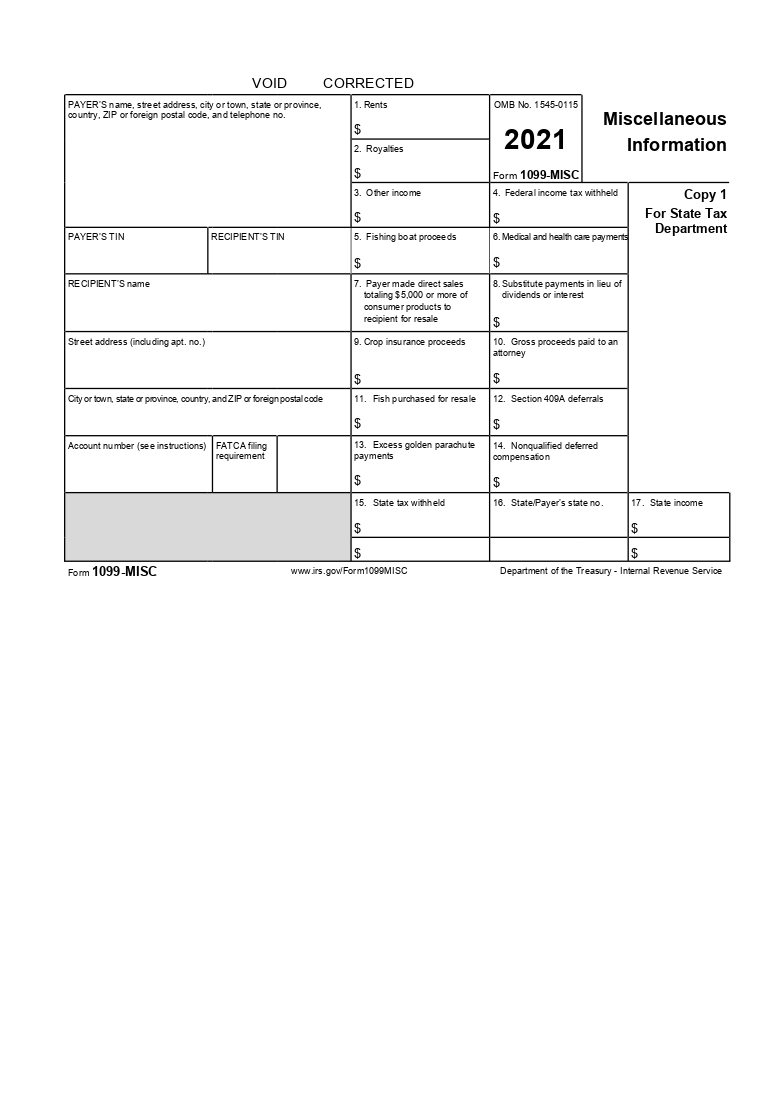 VOID CORRECTED
PAYER'S name, street address, city or town, state or province,
country, ZIP or foreign postal code, and telephone no.
1. Rents
$
2. Royalties
$
OMB No. 1545-0115
2021
Form 1099-MISC
Miscellaneous
Information
3. Other income
$
4. Federal income tax withheld
$
Copy 1
For State Tax
Department
PAYER'S TIN
RECIPIENT'S TIN
5. Fishing boat proceeds
$
6. Medical and health care payments
$
RECIPIENT'S name
7. Payer made direct sales
totaling $5,000 or more of
consumer products to
recipient for resale
8. Substitute payments in lieu of
dividends or interest
$
Street address (including apt. no.)
9. Crop insurance proceeds
$
10. Gross proceeds paid to an
attorney
$
City or town, state or province, country, and ZIP or foreign postal code
11. Fish purchased for resale
$
12. Section 409A deferrals
$
Account number (see instructions)
FATCA filing
requirement
13. Excess golden parachute
payments
$
14. Nonqualified deferred
compensation
$
15. State tax withheld
$
$
16. State/Payer's state no.
17. State income
$
$
Form 1099-MISC
www.irs.gov/Form1099MISC
Department of the Treasury - Internal Revenue Service